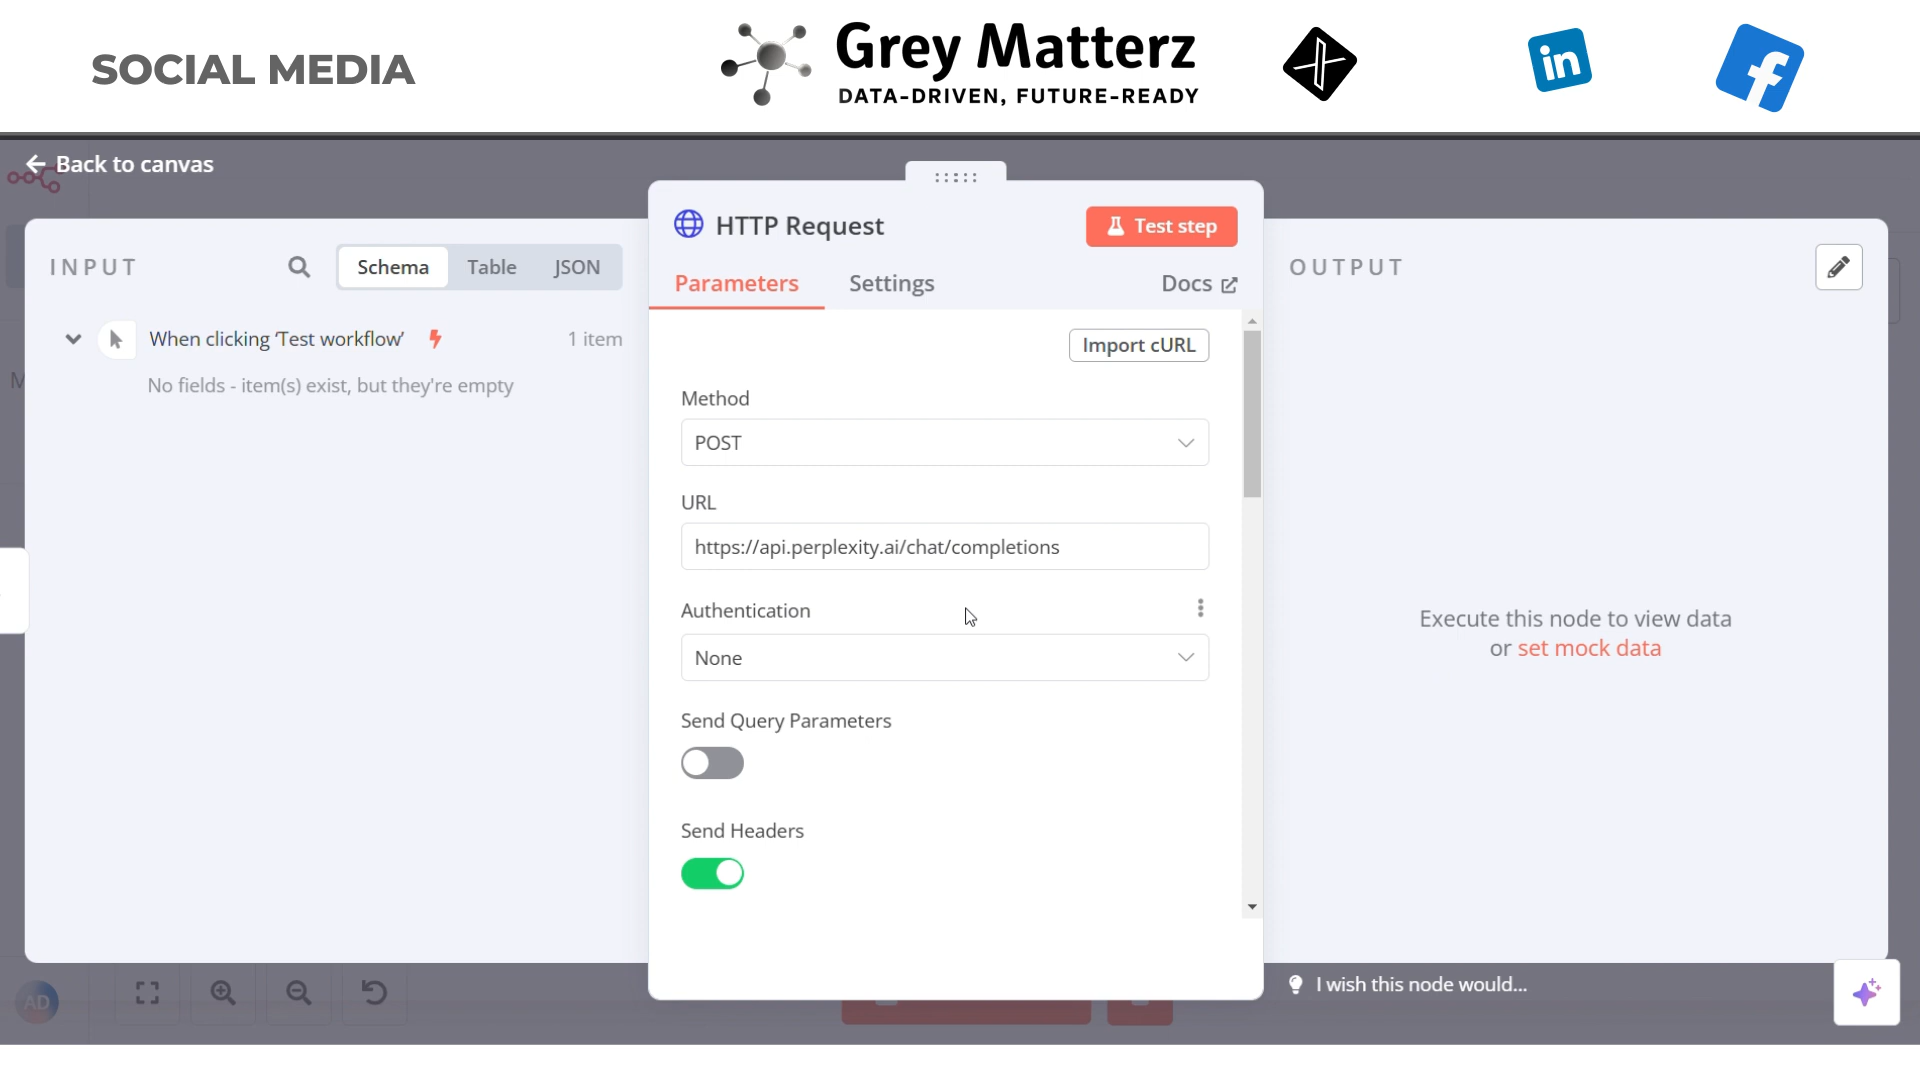 SOCIAL MEDIA
Grey Matterz
DATA-DRIVEN, FUTURE-READY
in
f
Back to canvas
HTTP Request
Test step
Parameters
Settings
Docs
INPUT
Schema
Table
JSON
When clicking ‘Test workflow’
1 item
No fields - item(s) exist, but they're empty
Import cURL
Method
POST
URL
https://api.perplexity.ai/chat/completions
Authentication
None
Send Query Parameters
Send Headers
OUTPUT
Execute this node to view data
or set mock data
I wish this node would...
AD